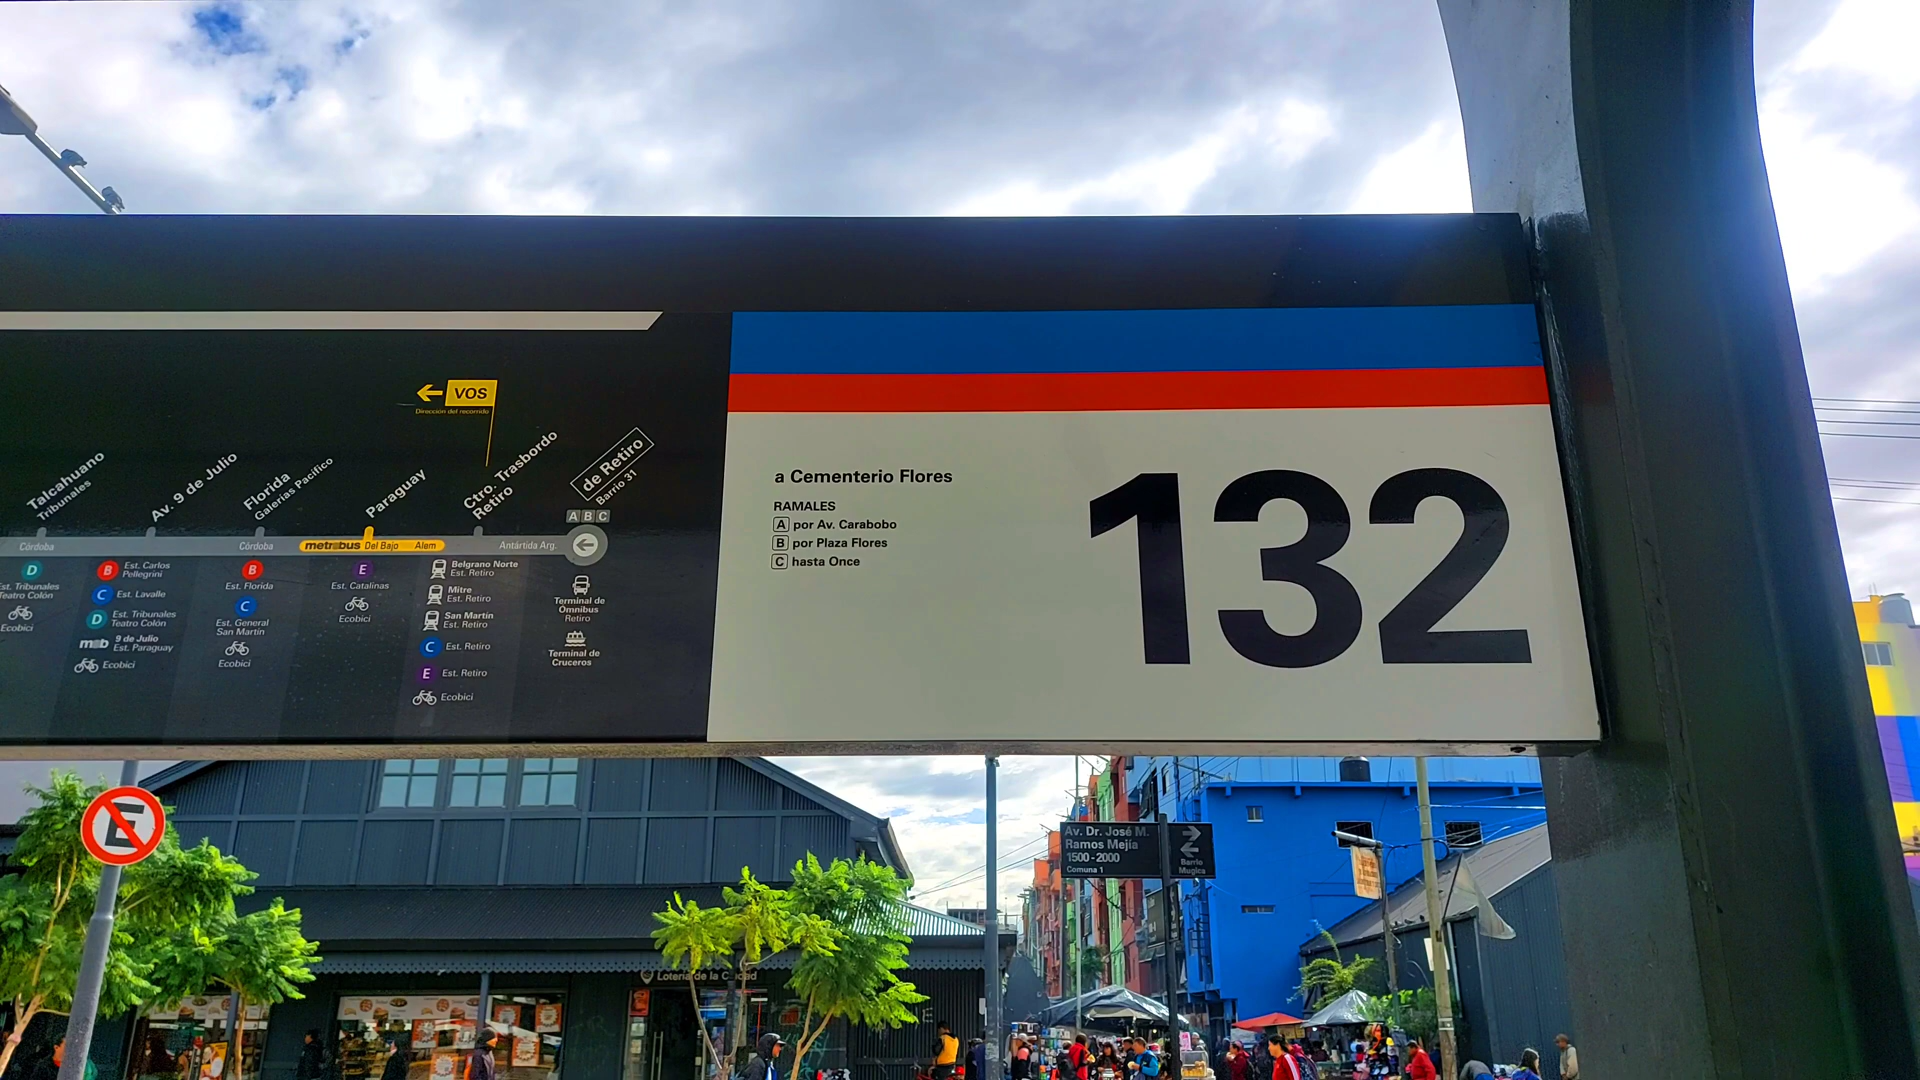 ← VOS
Dirección del recorrido
Talcahuano
Tribunales
Av. 9 de Julio
Florida
Galerías Pacífico
Paraguay
Ctro. Trasbordo
Retiro
de Retiro
Barrio 31
A B C
Córdoba
Córdoba
metrobus Del Bajo Alem
Antártida Arg.
←
D
Est. Tribunales
Teatro Colón
Ecobici
B Est. Carlos
Pellegrini
C Est. Lavalle
D Est. Tribunales
Teatro Colón
mob 9 de Julio
Est. Paraguay
Ecobici
B
Est. Florida
C
Est. General
San Martín
Ecobici
E
Est. Catalinas
Ecobici
Belgrano Norte
Est. Retiro
Mitre
Est. Retiro
San Martín
Est. Retiro
C Est. Retiro
E Est. Retiro
Ecobici
Terminal de
Ómnibus
Retiro
Terminal de
Cruceros
a Cementerio Flores
RAMALES
A por Av. Carabobo
B por Plaza Flores
C hasta Once
132
E
Av. Dr. José M.
Ramos Mejía
1500-2000
Comuna 1
Barrio
Mugica
Lotería de la Ciudad